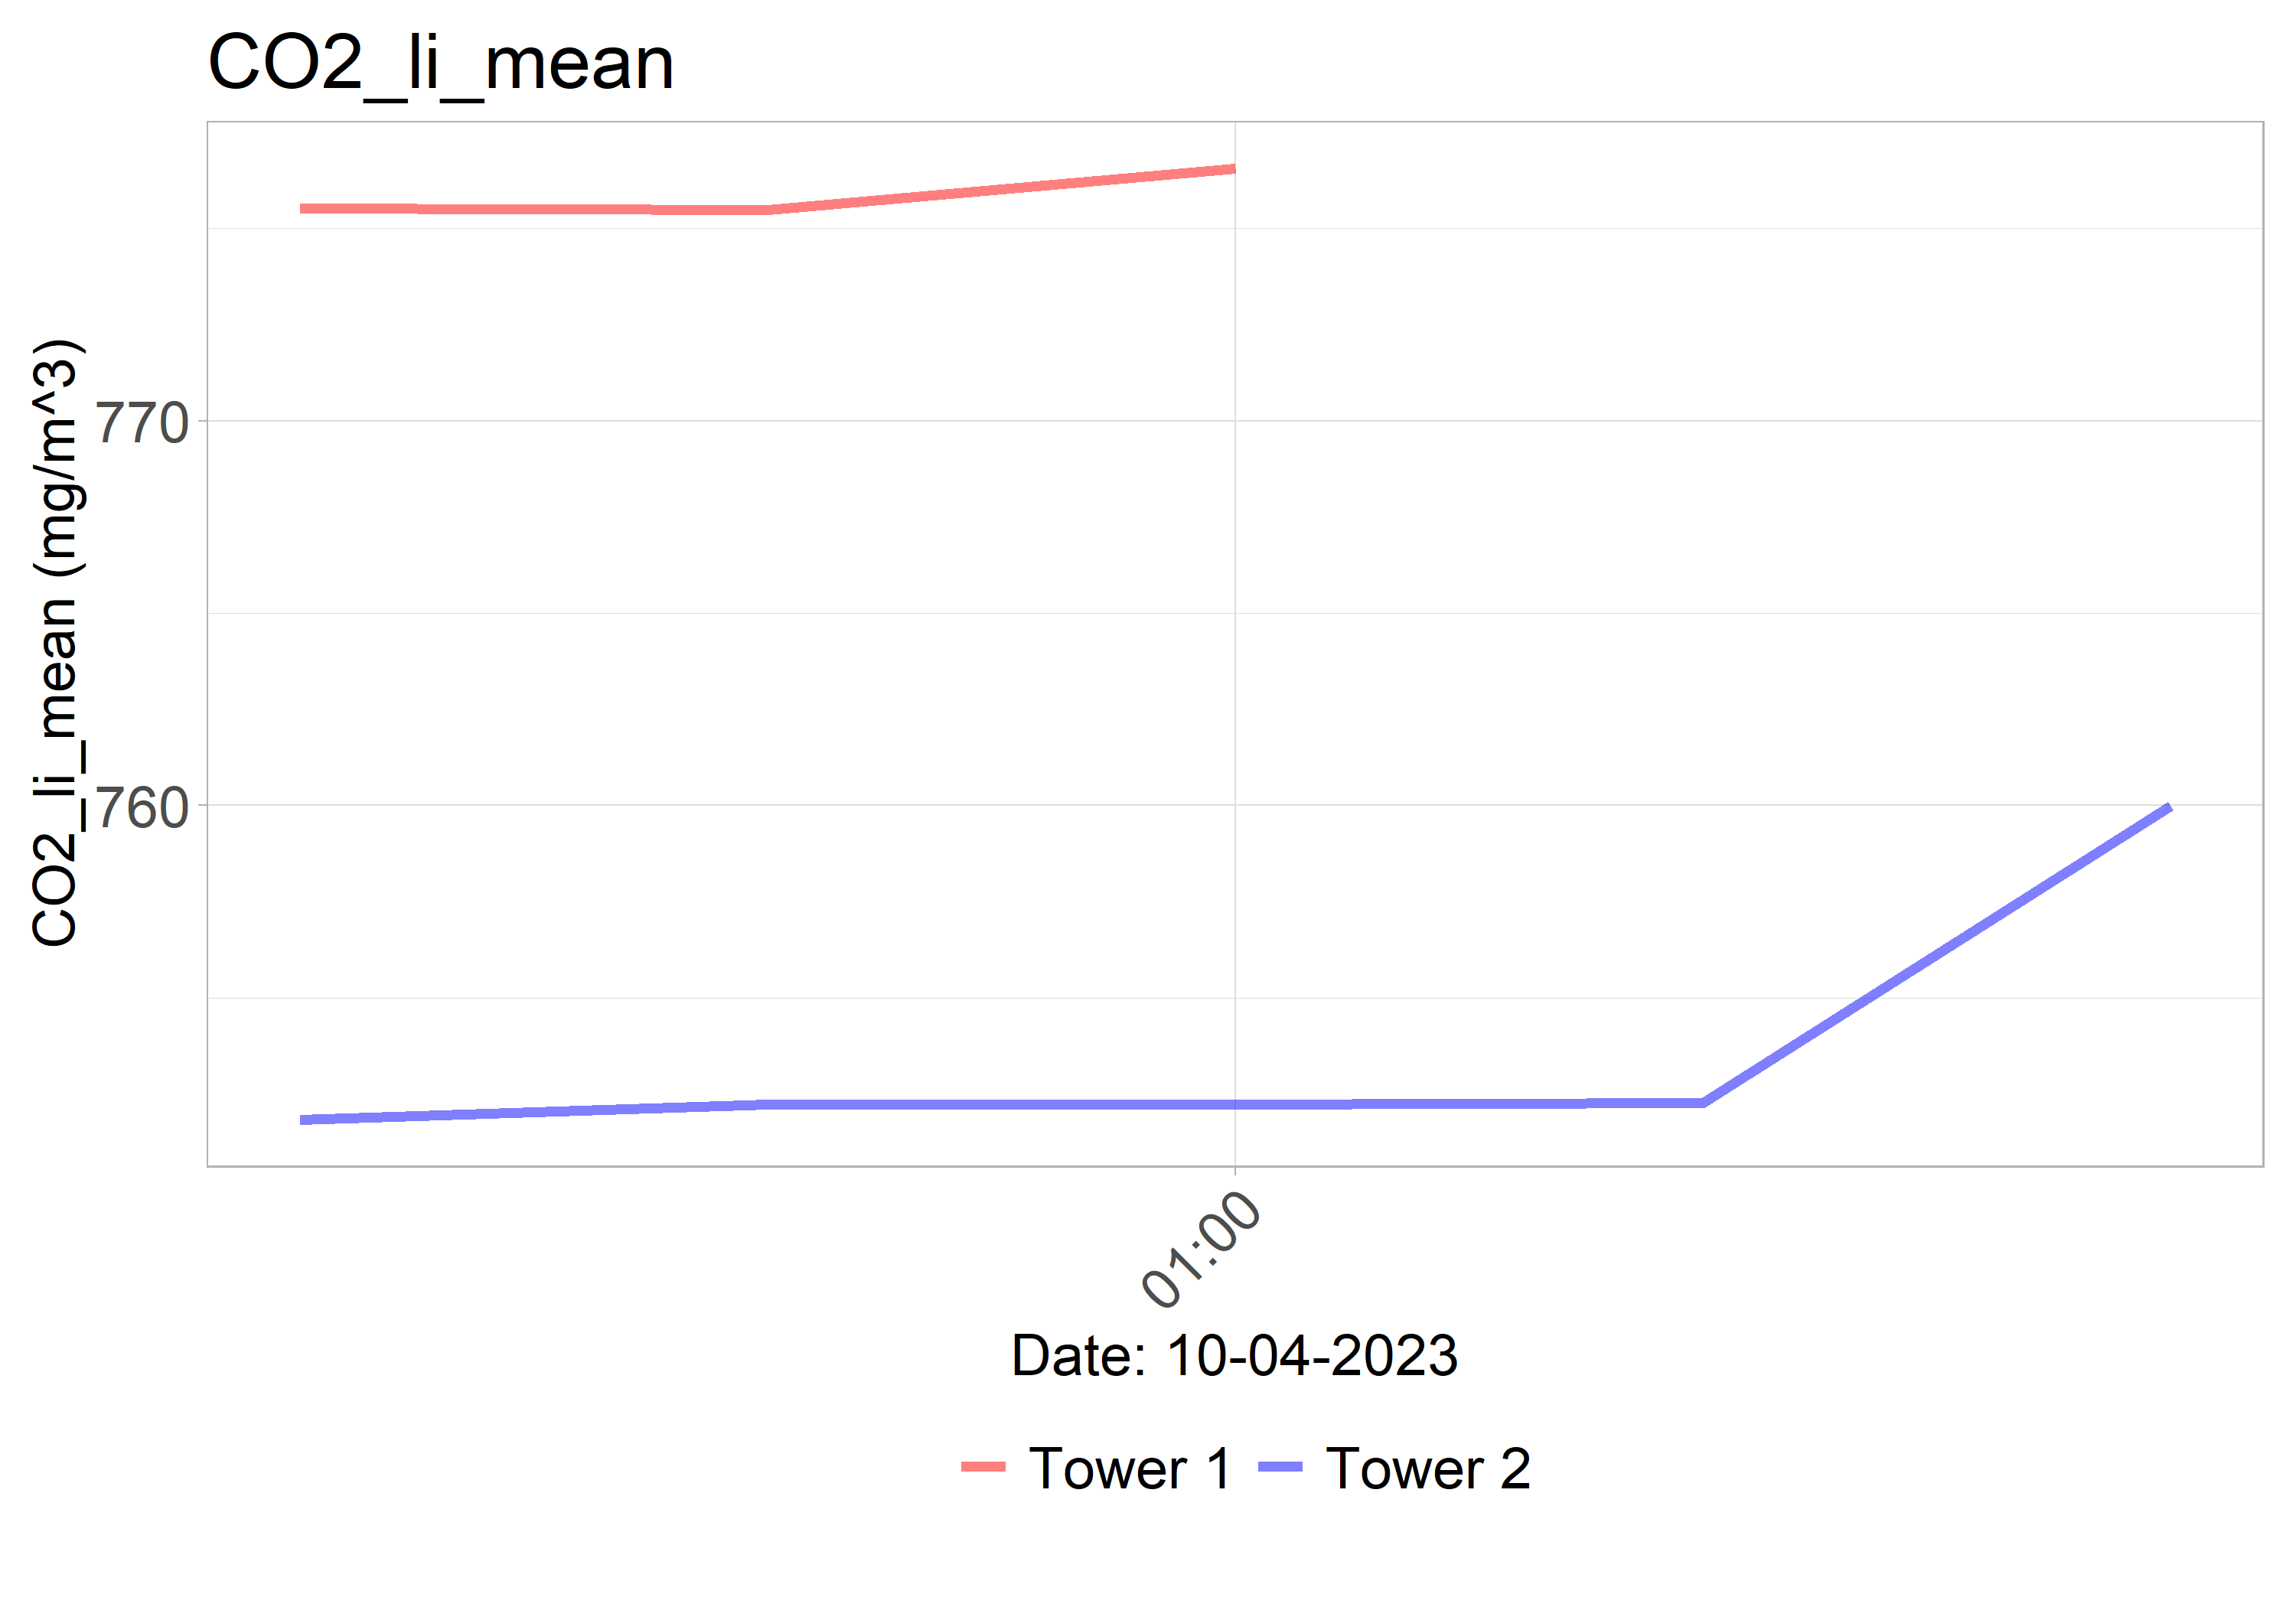 CO2_li_mean
CO2_li_mean (mg/m^3)
770
760
01:00
Date: 10-04-2023
Tower 1
Tower 2